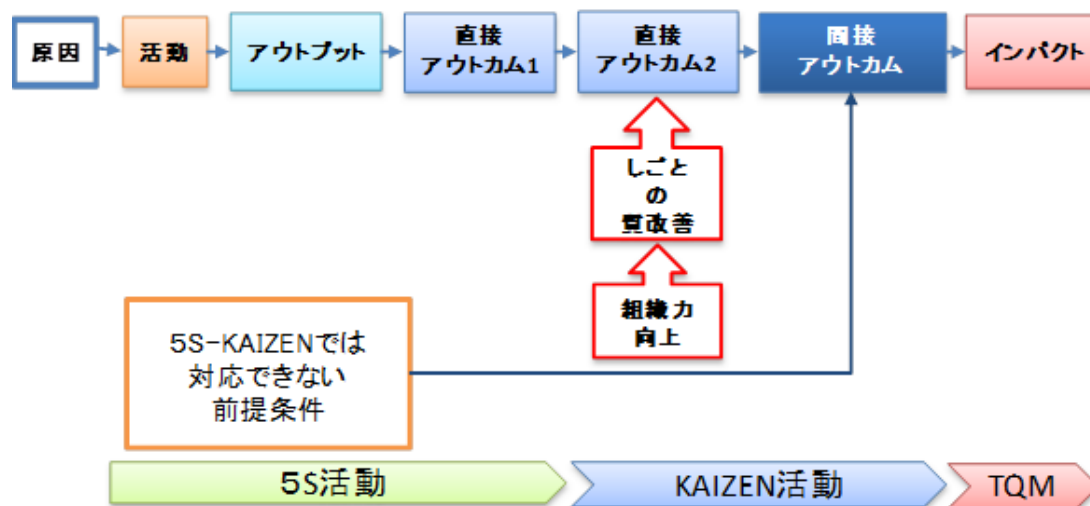 原因
活動
アウトプット
直接
アウトカム1
直接
アウトカム2
間接
アウトカム
インパクト
しごと
の
質改善
組織力
向上
5S-KAIZENでは
対応できない
前提条件
5S活動
KAIZEN活動
TQM